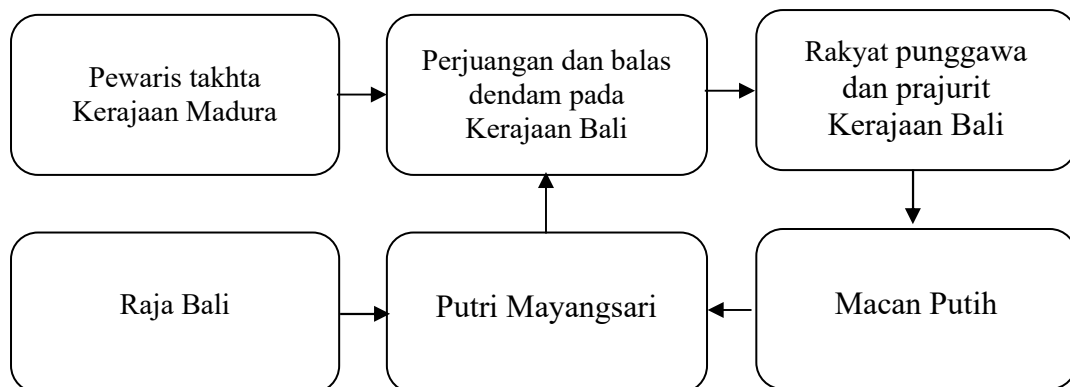 Pewaris takhta
Kerajaan Madura
Perjuangan dan balas
dendam pada
Kerajaan Bali
Rakyat punggawa
dan prajurit
Kerajaan Bali
Raja Bali
Putri Mayangsari
Macan Putih